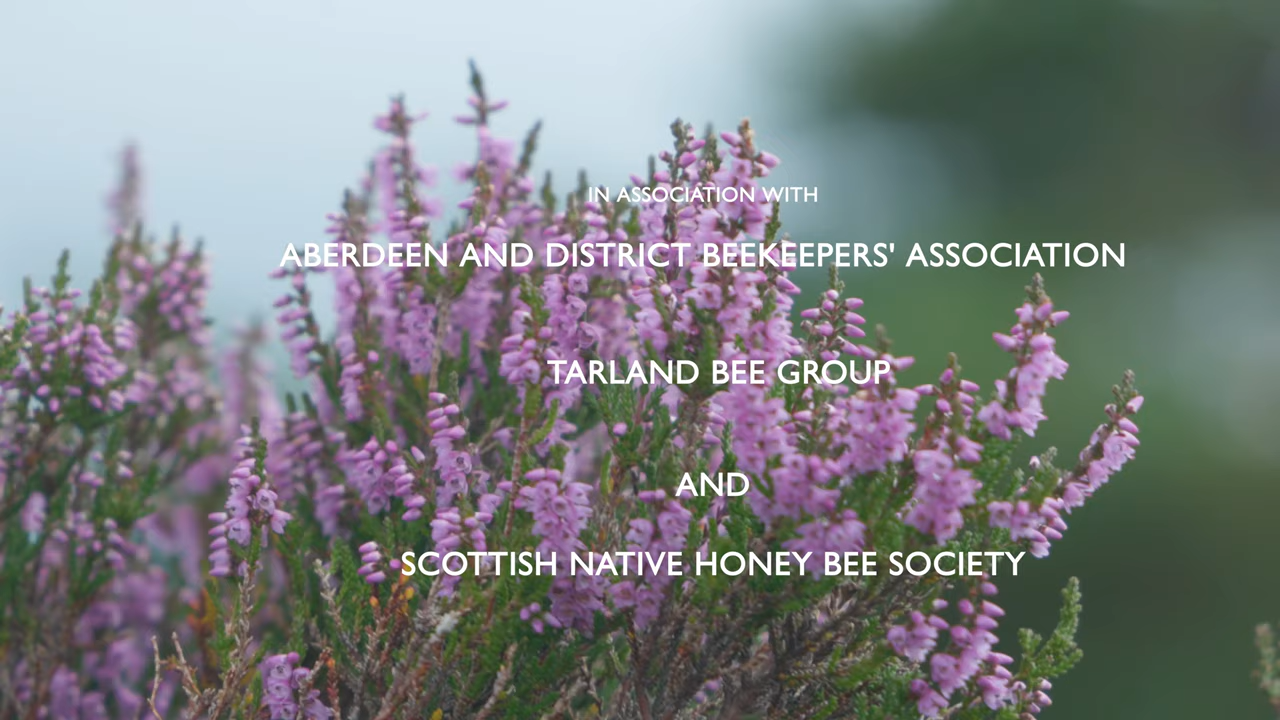 IN ASSOCIATION WITH
ABERDEEN AND DISTRICT BEEKEEPERS' ASSOCIATION
TARLAND BEE GROUP
AND
SCOTTISH NATIVE HONEY BEE SOCIETY